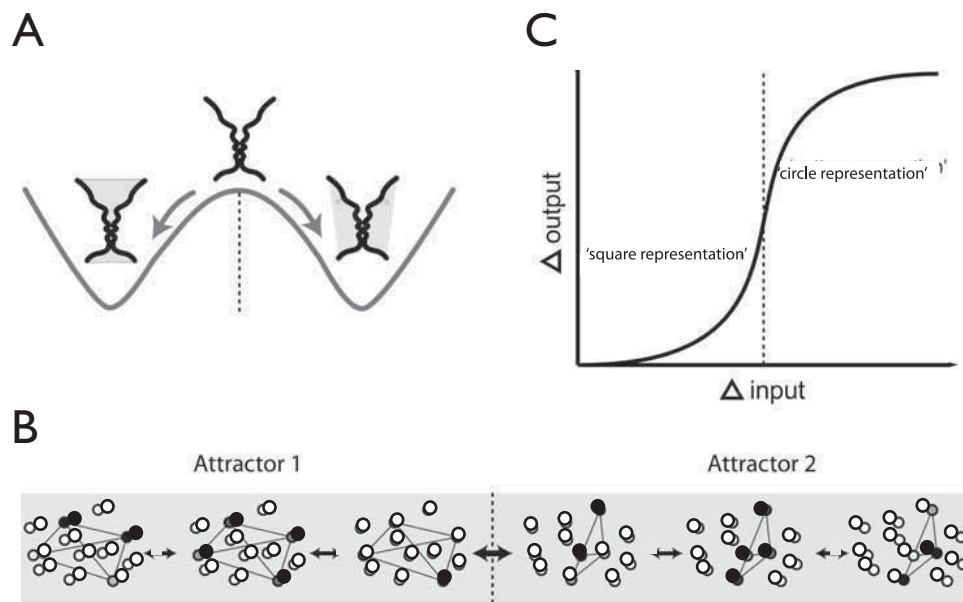 A
C
Δ output
'circle representation'
'square representation'
Δ input
B
Attractor 1
Attractor 2